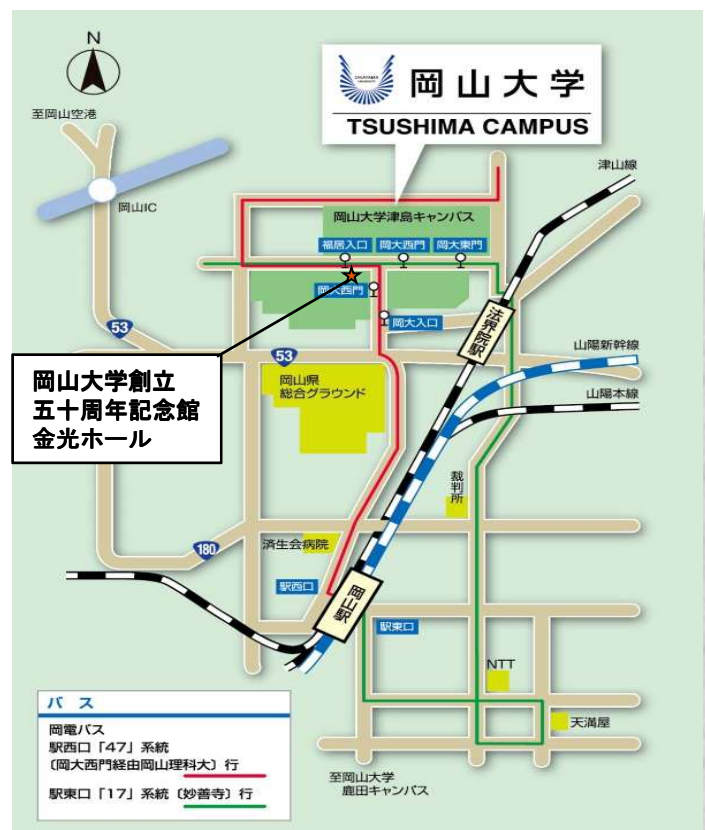 N
OKAYAMA
UNIVERSITY
岡山大学
TSUSHIMA CAMPUS
至岡山空港
津山線
岡山IC
岡山大学津島キャンパス
福居入口
岡大西門
岡大東門
岡大西門
岡大入口
法界院駅
53
53
山陽新幹線
山陽本線
岡山大学創立
五十周年記念館
金光ホール
岡山県
総合グラウンド
裁判所
180
済生会病院
駅西口
岡山駅
駅東口
NTT
天満屋
至岡山大学
鹿田キャンパス
バ ス
岡電バス
駅西口「47」系統
〔岡大西門経由岡山理科大〕行
駅東口「17」系統〔妙善寺〕行